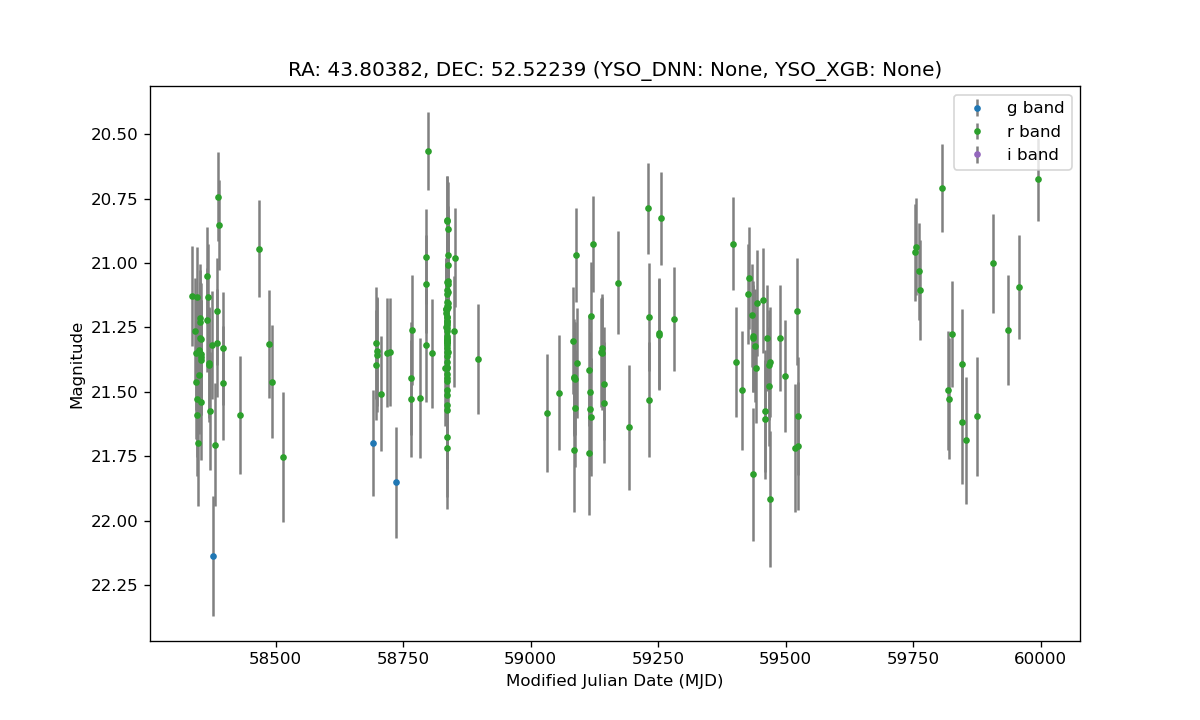 RA: 43.80382, DEC: 52.52239 (YSO_DNN: None, YSO_XGB: None)
g band
r band
i band
20.50
20.75
21.00
21.25
21.50
21.75
22.00
22.25
Magnitude
58500
58750
59000
59250
59500
59750
60000
Modified Julian Date (MJD)